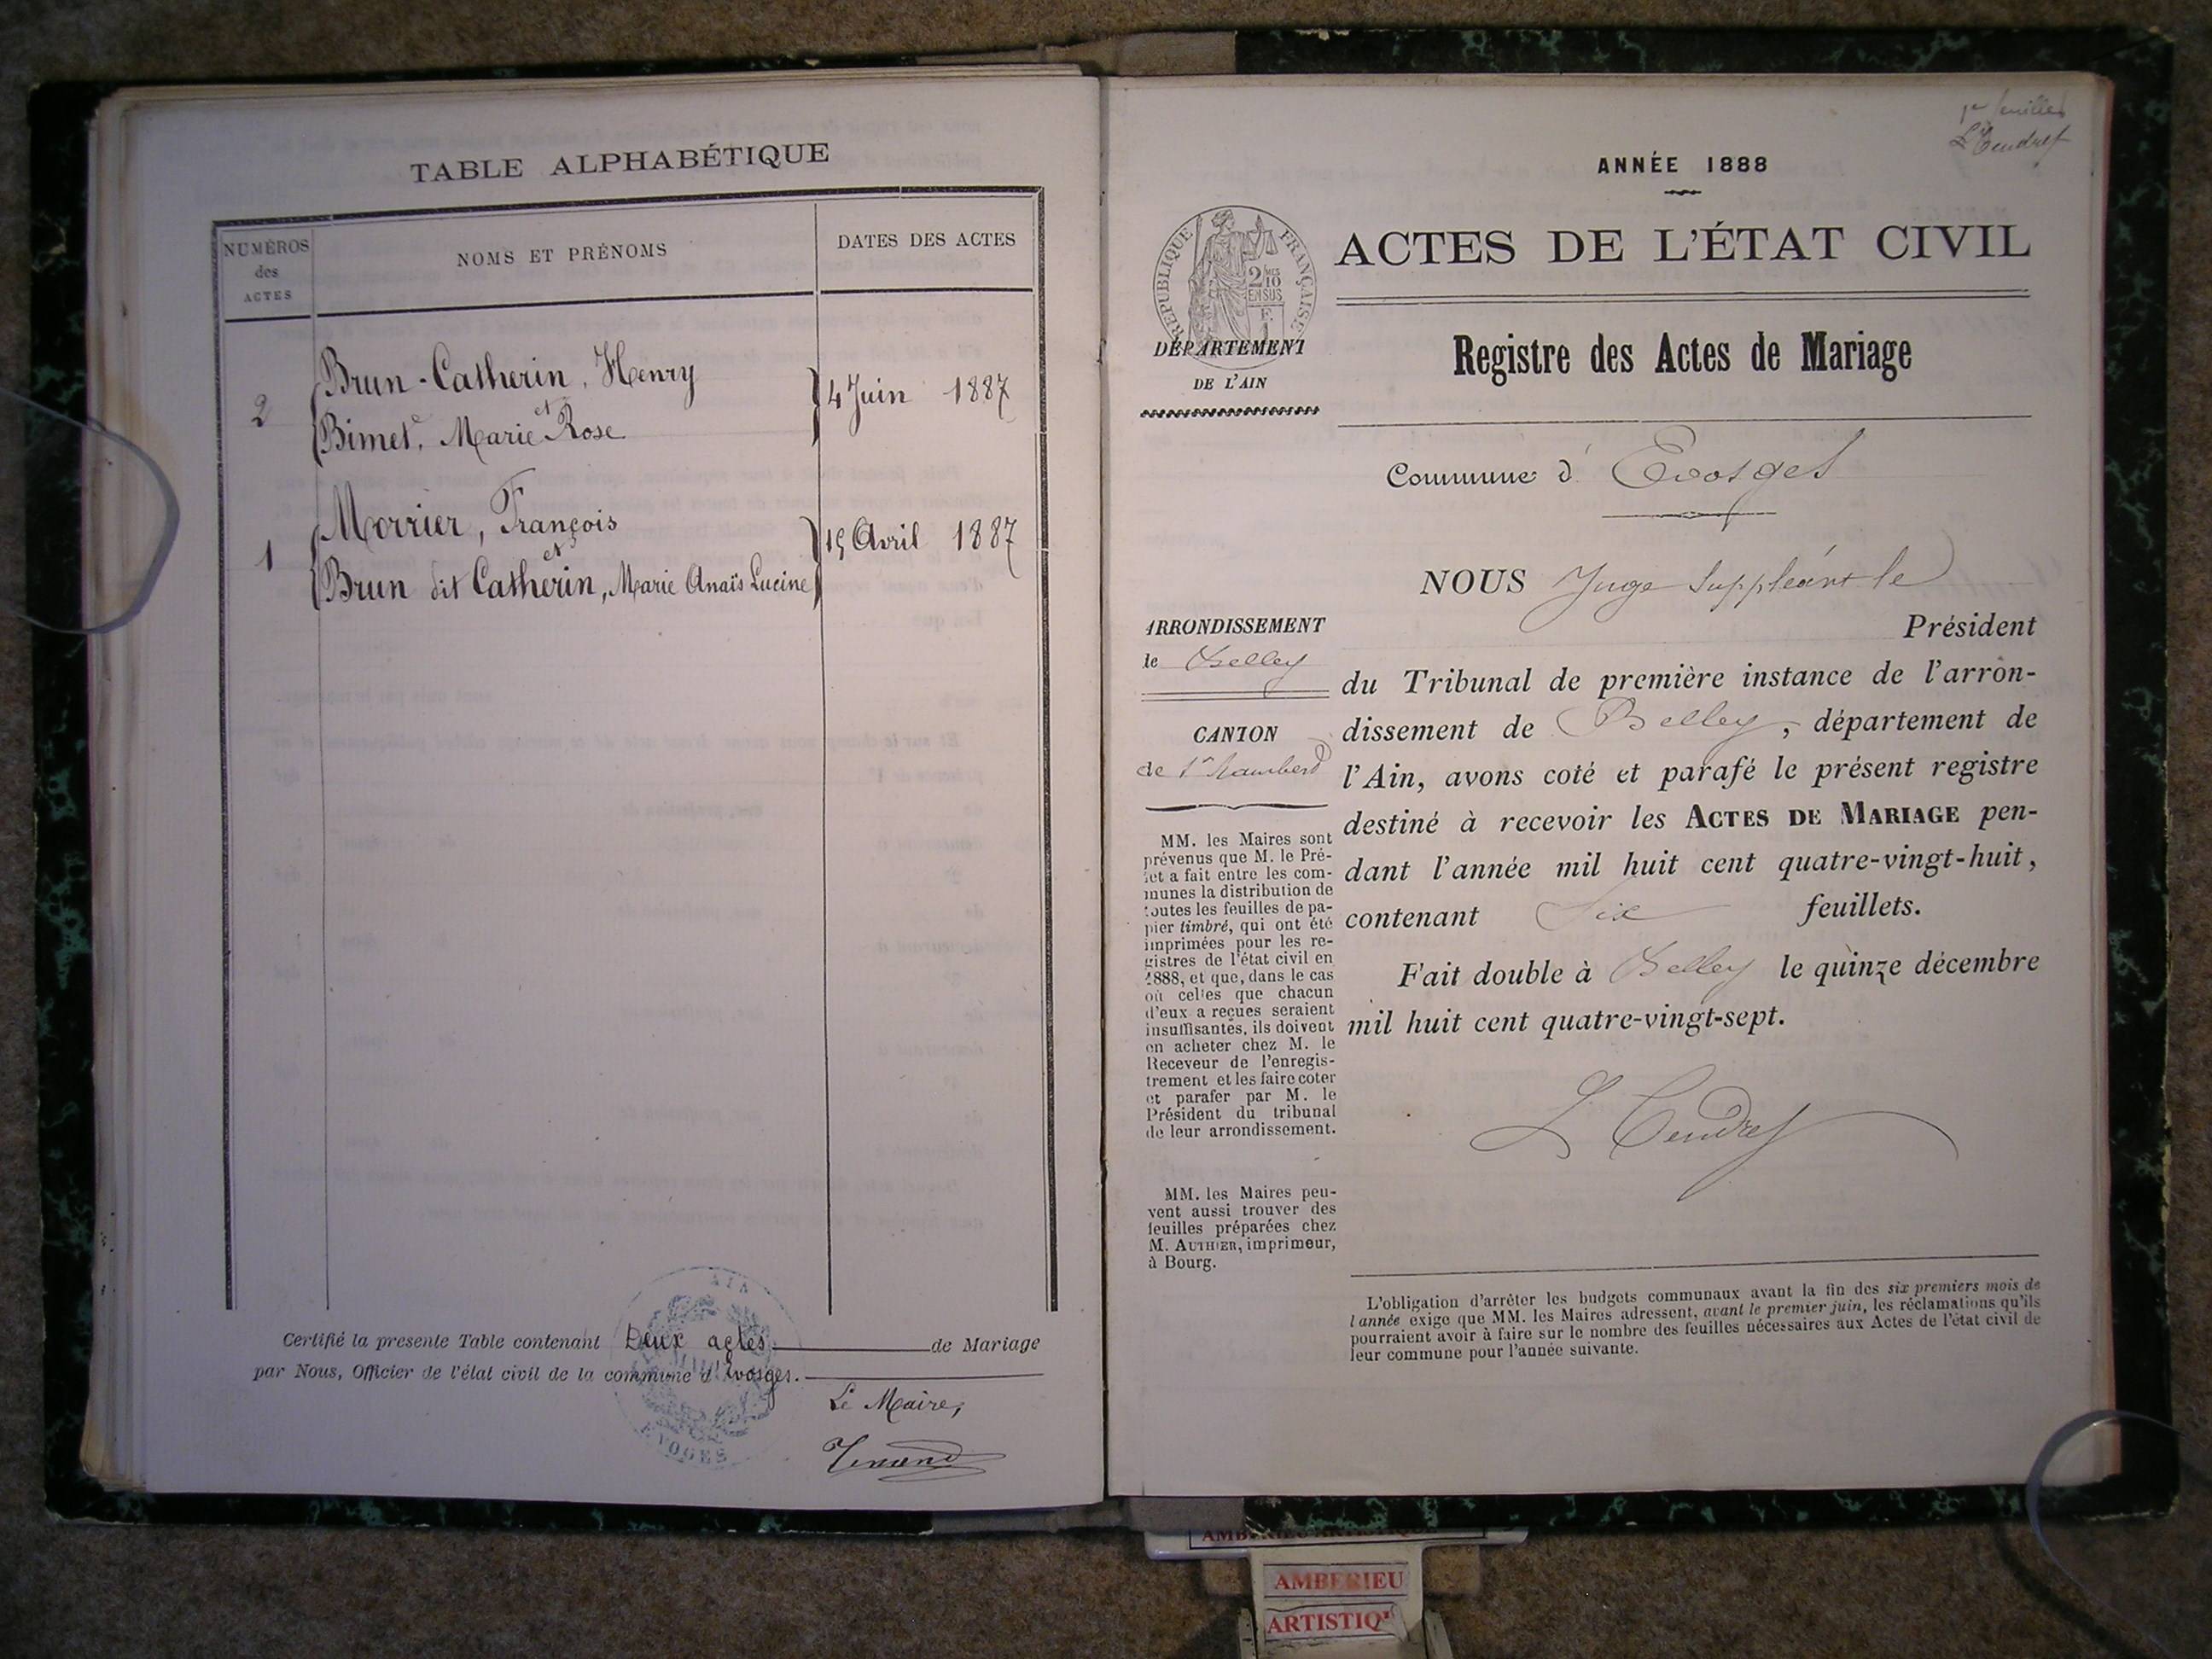 TABLE ALPHABÉTIQUE
NUMÉROS des ACTES
NOMS ET PRÉNOMS
DATES DES ACTES
2
Brun-Catherin, Henry
et
Bimet, Marie Rose
4 Juin 1887
1
Morrier, François
et
Brun dit Catherin, Marie Anaïs Lucine
19 Avril 1887
Certifié la presente Table contenant Deux actes de Mariage
par Nous, Officier de l'état civil de la commune d'Evosges.
Le Maire,
AIN
EVOGES
1er feuillet
ANNÉE 1888
RÉPUBLIQUE FRANÇAISE
2/10
EN SUS
ACTES DE L'ÉTAT CIVIL
DÉPARTEMENT
DE L'AIN
Registre des Actes de Mariage
Commune d'Evosges
NOUS Juge Suppléant le
Président
ARRONDISSEMENT
de Belley
CANTON
de St Rambert
du Tribunal de première instance de l'arron-
dissement de Belley, département de
l'Ain, avons coté et parafé le présent registre
destiné à recevoir les ACTES DE MARIAGE pen-
dant l'année mil huit cent quatre-vingt-huit,
contenant Six feuillets.
Fait double à Belley le quinze décembre
mil huit cent quatre-vingt-sept.
L Tendret
MM. les Maires sont
prévenus que M. le Pré-
fet a fait entre les com-
munes la distribution de
toutes les feuilles de pa-
pier timbré, qui ont été
imprimées pour les re-
gistres de l'état civil en
1888, et que, dans le cas
où celles que chacun
d'eux a reçues seraient
insuffisantes, ils doivent
en acheter chez M. le
Receveur de l'enregis-
trement et les faire coter
et parafer par M. le
Président du tribunal
de leur arrondissement.
MM. les Maires peu-
vent aussi trouver des
feuilles préparées chez
M. AUTHIER, imprimeur,
à Bourg.
L'obligation d'arrêter les budgets communaux avant la fin des six premiers mois de
l'année exige que MM. les Maires adressent, avant le premier juin, les réclamations qu'ils
pourraient avoir à faire sur le nombre des feuilles nécessaires aux Actes de l'état civil de
leur commune pour l'année suivante.
AMBERIEU
ARTISTIQ